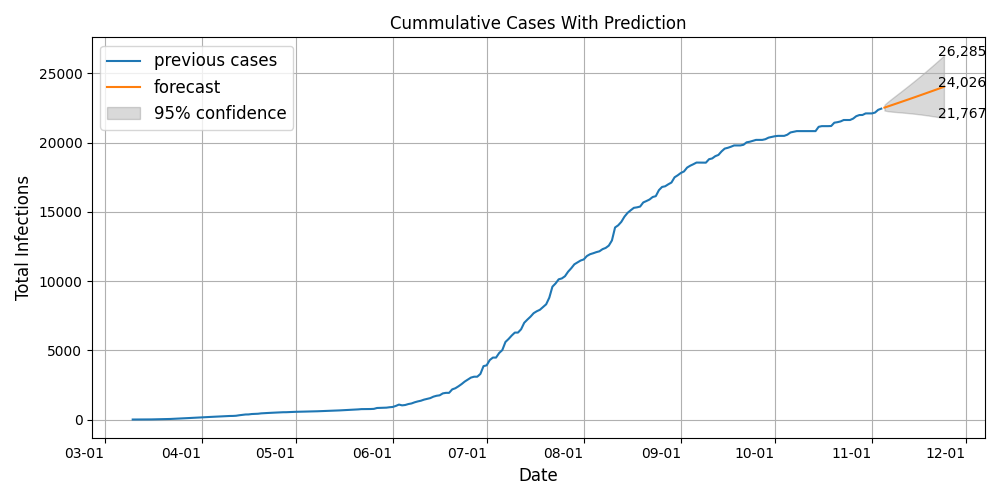 Cummulative Cases With Prediction
previous cases
forecast
95% confidence
26,285
24,026
21,767
25000
20000
15000
10000
5000
0
Total Infections
03-01 04-01 05-01 06-01 07-01 08-01 09-01 10-01 11-01 12-01
Date